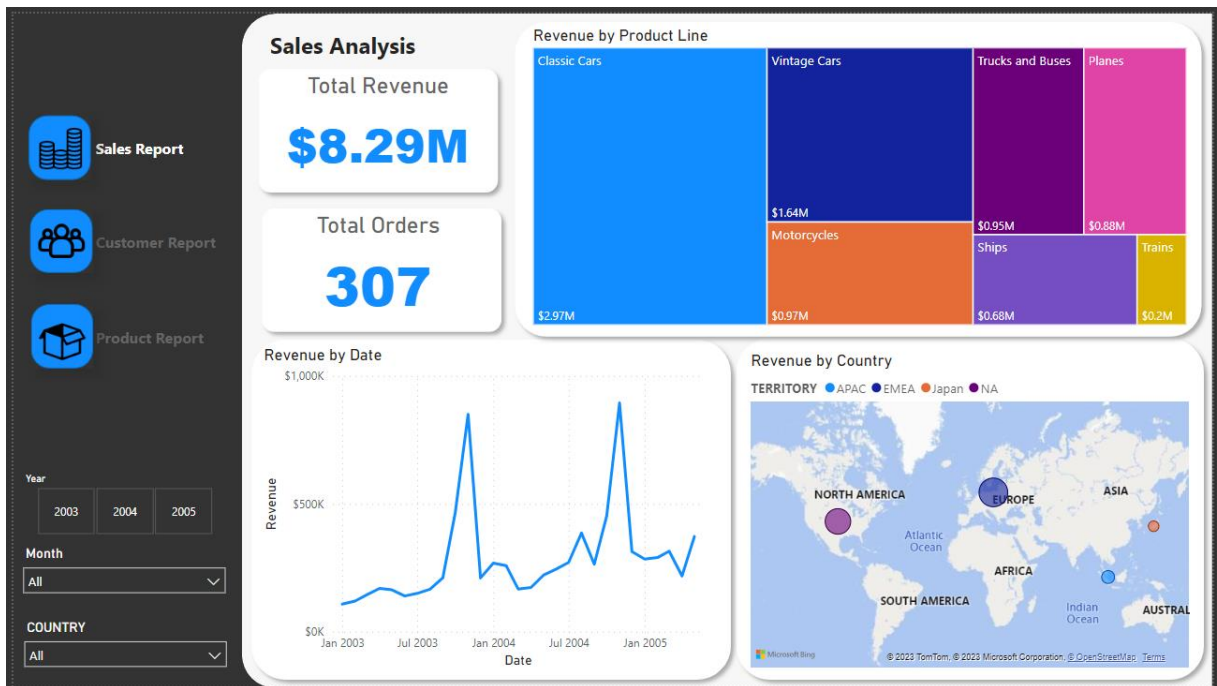 Sales Report
Customer Report
Product Report
Year
2003 2004 2005
Month
All
COUNTRY
All
Sales Analysis
Total Revenue
$8.29M
Total Orders
307
Revenue by Product Line
Classic Cars
$2.97M
Vintage Cars
$1.64M
Motorcycles
$0.97M
Trucks and Buses
$0.95M
Planes
$0.88M
Ships
$0.68M
Trains
$0.2M
Revenue by Date
$1,000K
$500K
$0K
Revenue
Jan 2003 Jul 2003 Jan 2004 Jul 2004 Jan 2005
Date
Revenue by Country
TERRITORY APAC EMEA Japan NA
NORTH AMERICA
EUROPE
ASIA
Atlantic
Ocean
AFRICA
SOUTH AMERICA
Indian
Ocean
AUSTRAL
Microsoft Bing
© 2023 TomTom, © 2023 Microsoft Corporation, © OpenStreetMap Terms